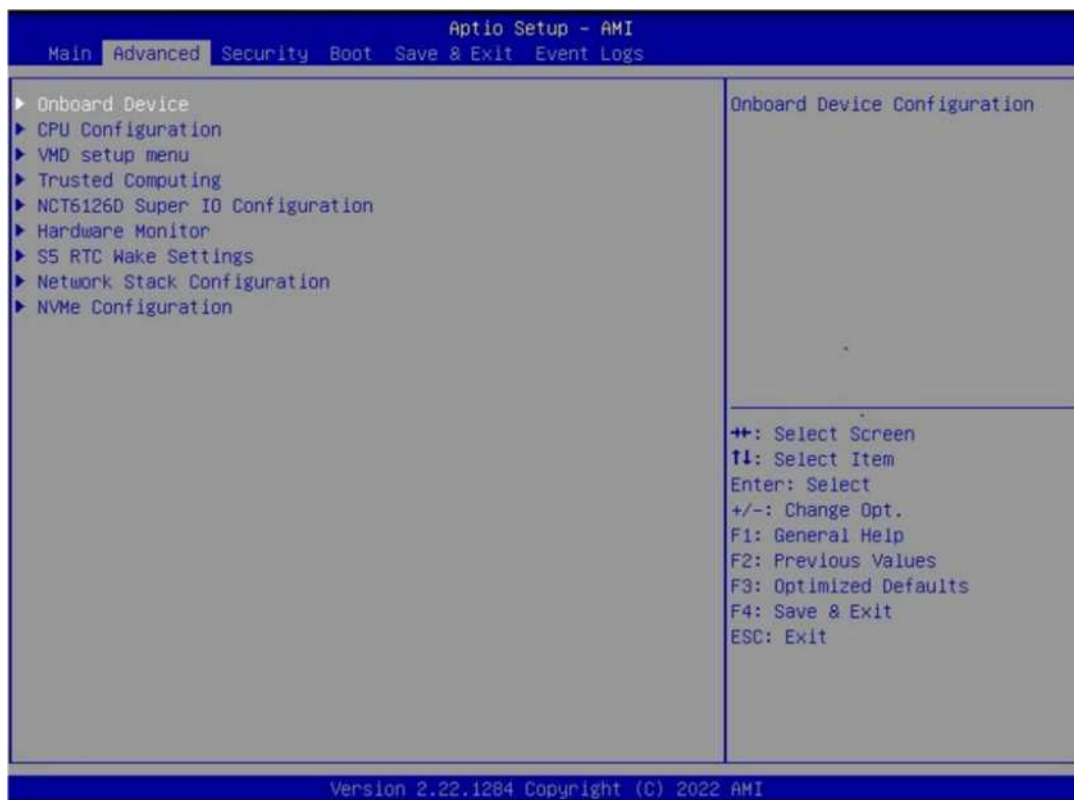 Aptio Setup - AMI
Main Advanced Security Boot Save & Exit Event Logs
Onboard Device
CPU Configuration
VMD setup menu
Trusted Computing
NCT6126D Super IO Configuration
Hardware Monitor
S5 RTC Wake Settings
Network Stack Configuration
NVMe Configuration
Onboard Device Configuration
→←: Select Screen
↑↓: Select Item
Enter: Select
+/-: Change Opt.
F1: General Help
F2: Previous Values
F3: Optimized Defaults
F4: Save & Exit
ESC: Exit
Version 2.22.1284 Copyright (C) 2022 AMI